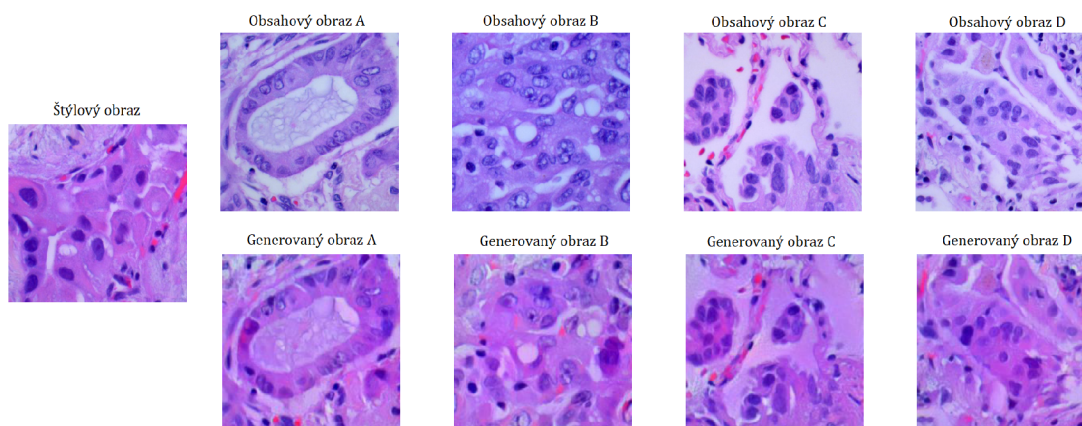 Obsahový obraz A
Obsahový obraz B
Obsahový obraz C
Obsahový obraz D
Štýlový obraz
Generovaný obraz A
Generovaný obraz B
Generovaný obraz C
Generovaný obraz D